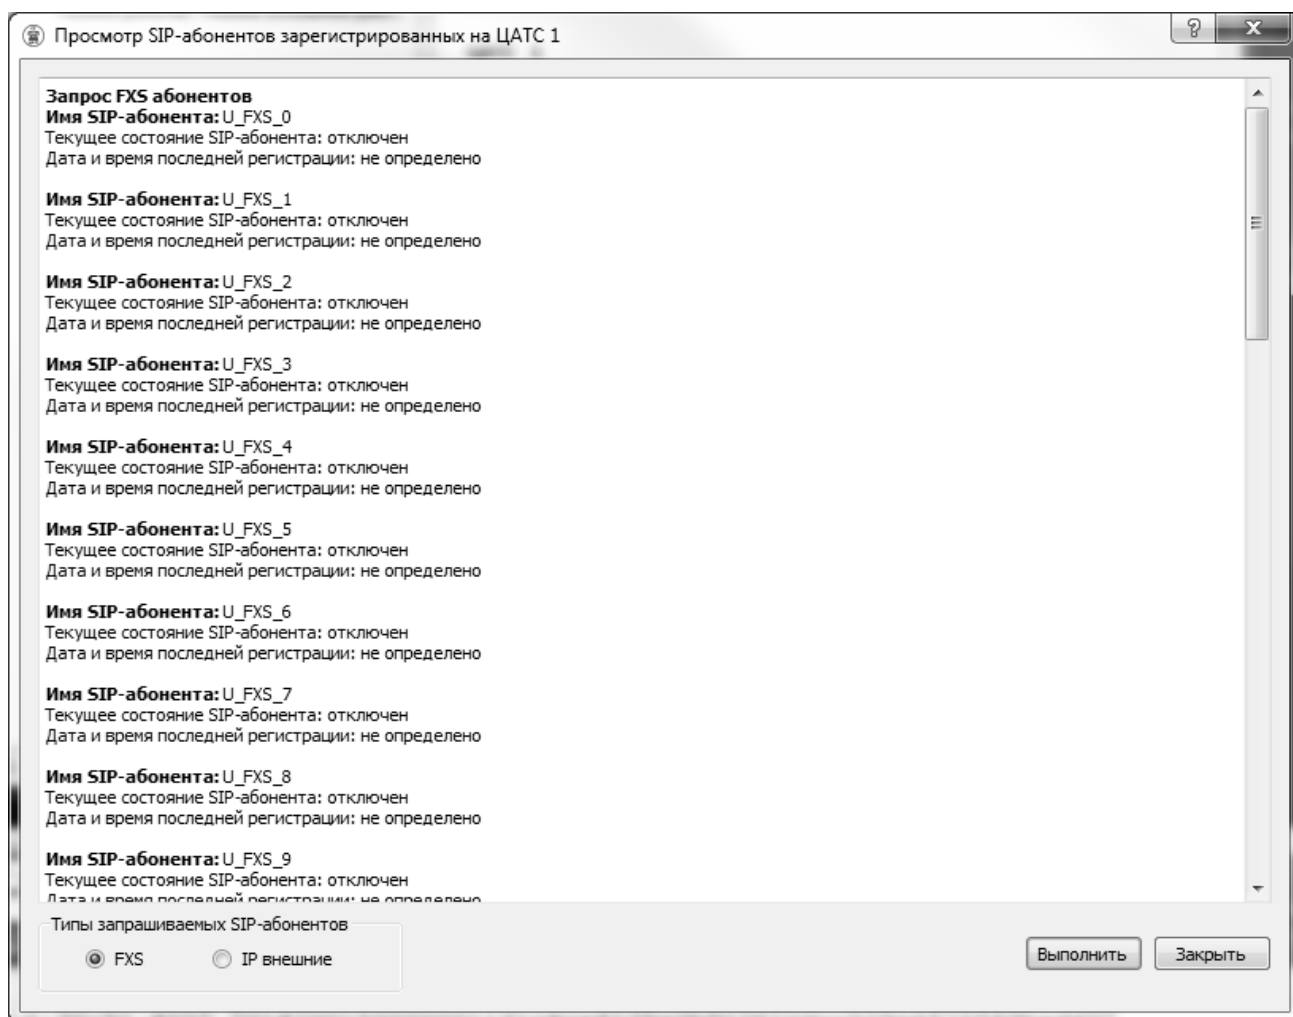 Просмотр SIP-абонентов зарегистрированных на ЦАТС 1
Запрос FXS абонентов
Имя SIP-абонента: U_FXS_0
Текущее состояние SIP-абонента: отключен
Дата и время последней регистрации: не определено
Имя SIP-абонента: U_FXS_1
Текущее состояние SIP-абонента: отключен
Дата и время последней регистрации: не определено
Имя SIP-абонента: U_FXS_2
Текущее состояние SIP-абонента: отключен
Дата и время последней регистрации: не определено
Имя SIP-абонента: U_FXS_3
Текущее состояние SIP-абонента: отключен
Дата и время последней регистрации: не определено
Имя SIP-абонента: U_FXS_4
Текущее состояние SIP-абонента: отключен
Дата и время последней регистрации: не определено
Имя SIP-абонента: U_FXS_5
Текущее состояние SIP-абонента: отключен
Дата и время последней регистрации: не определено
Имя SIP-абонента: U_FXS_6
Текущее состояние SIP-абонента: отключен
Дата и время последней регистрации: не определено
Имя SIP-абонента: U_FXS_7
Текущее состояние SIP-абонента: отключен
Дата и время последней регистрации: не определено
Имя SIP-абонента: U_FXS_8
Текущее состояние SIP-абонента: отключен
Дата и время последней регистрации: не определено
Имя SIP-абонента: U_FXS_9
Текущее состояние SIP-абонента: отключен
Дата и время последней регистрации: не определено
Типы запрашиваемых SIP-абонентов
FXS IP внешние
Выполнить Закрыть